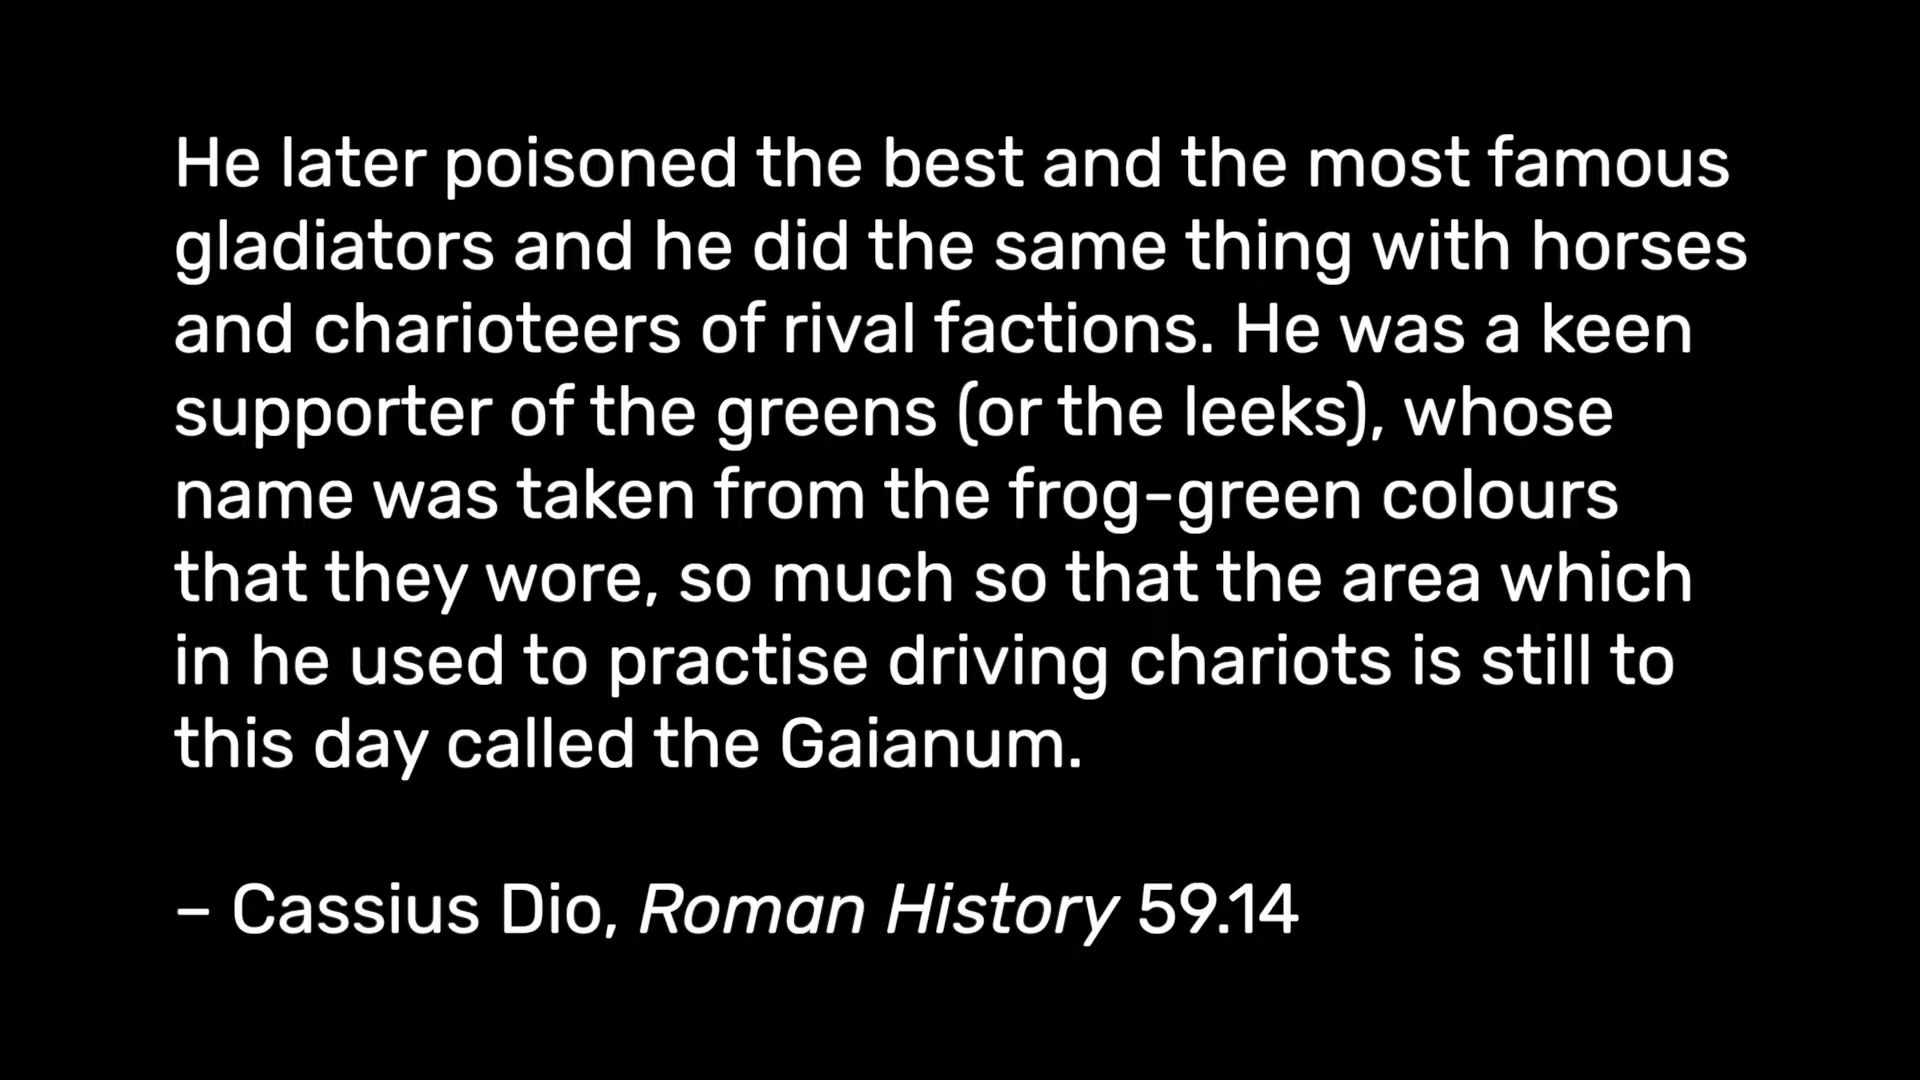 He later poisoned the best and the most famous
gladiators and he did the same thing with horses
and charioteers of rival factions. He was a keen
supporter of the greens (or the leeks), whose
name was taken from the frog-green colours
that they wore, so much so that the area which
in he used to practise driving chariots is still to
this day called the Gaianum.
– Cassius Dio, Roman History 59.14